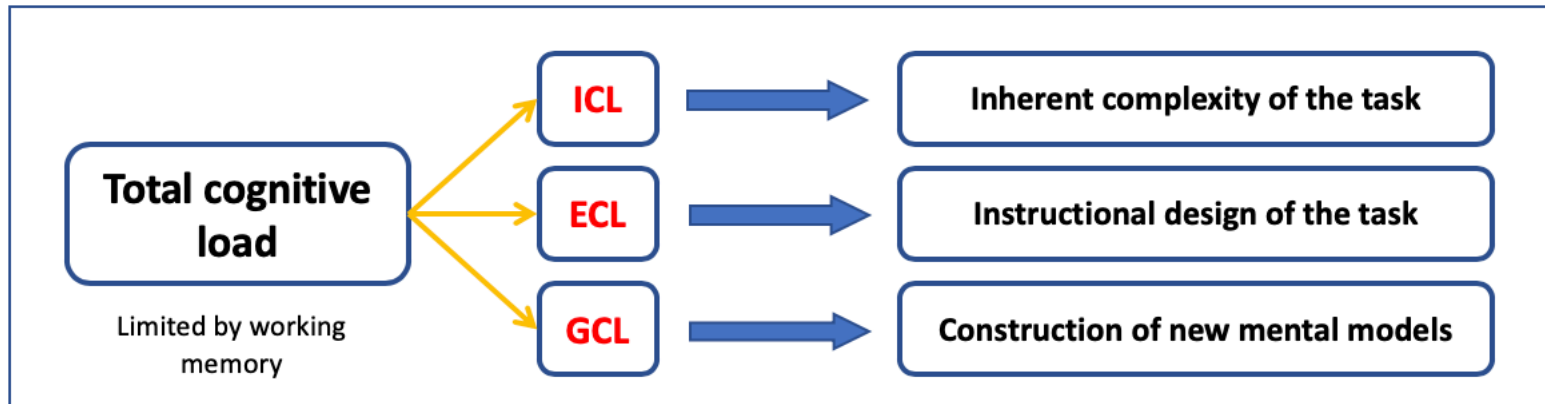 Total cognitive
load
Limited by working
memory
ICL
Inherent complexity of the task
ECL
Instructional design of the task
GCL
Construction of new mental models